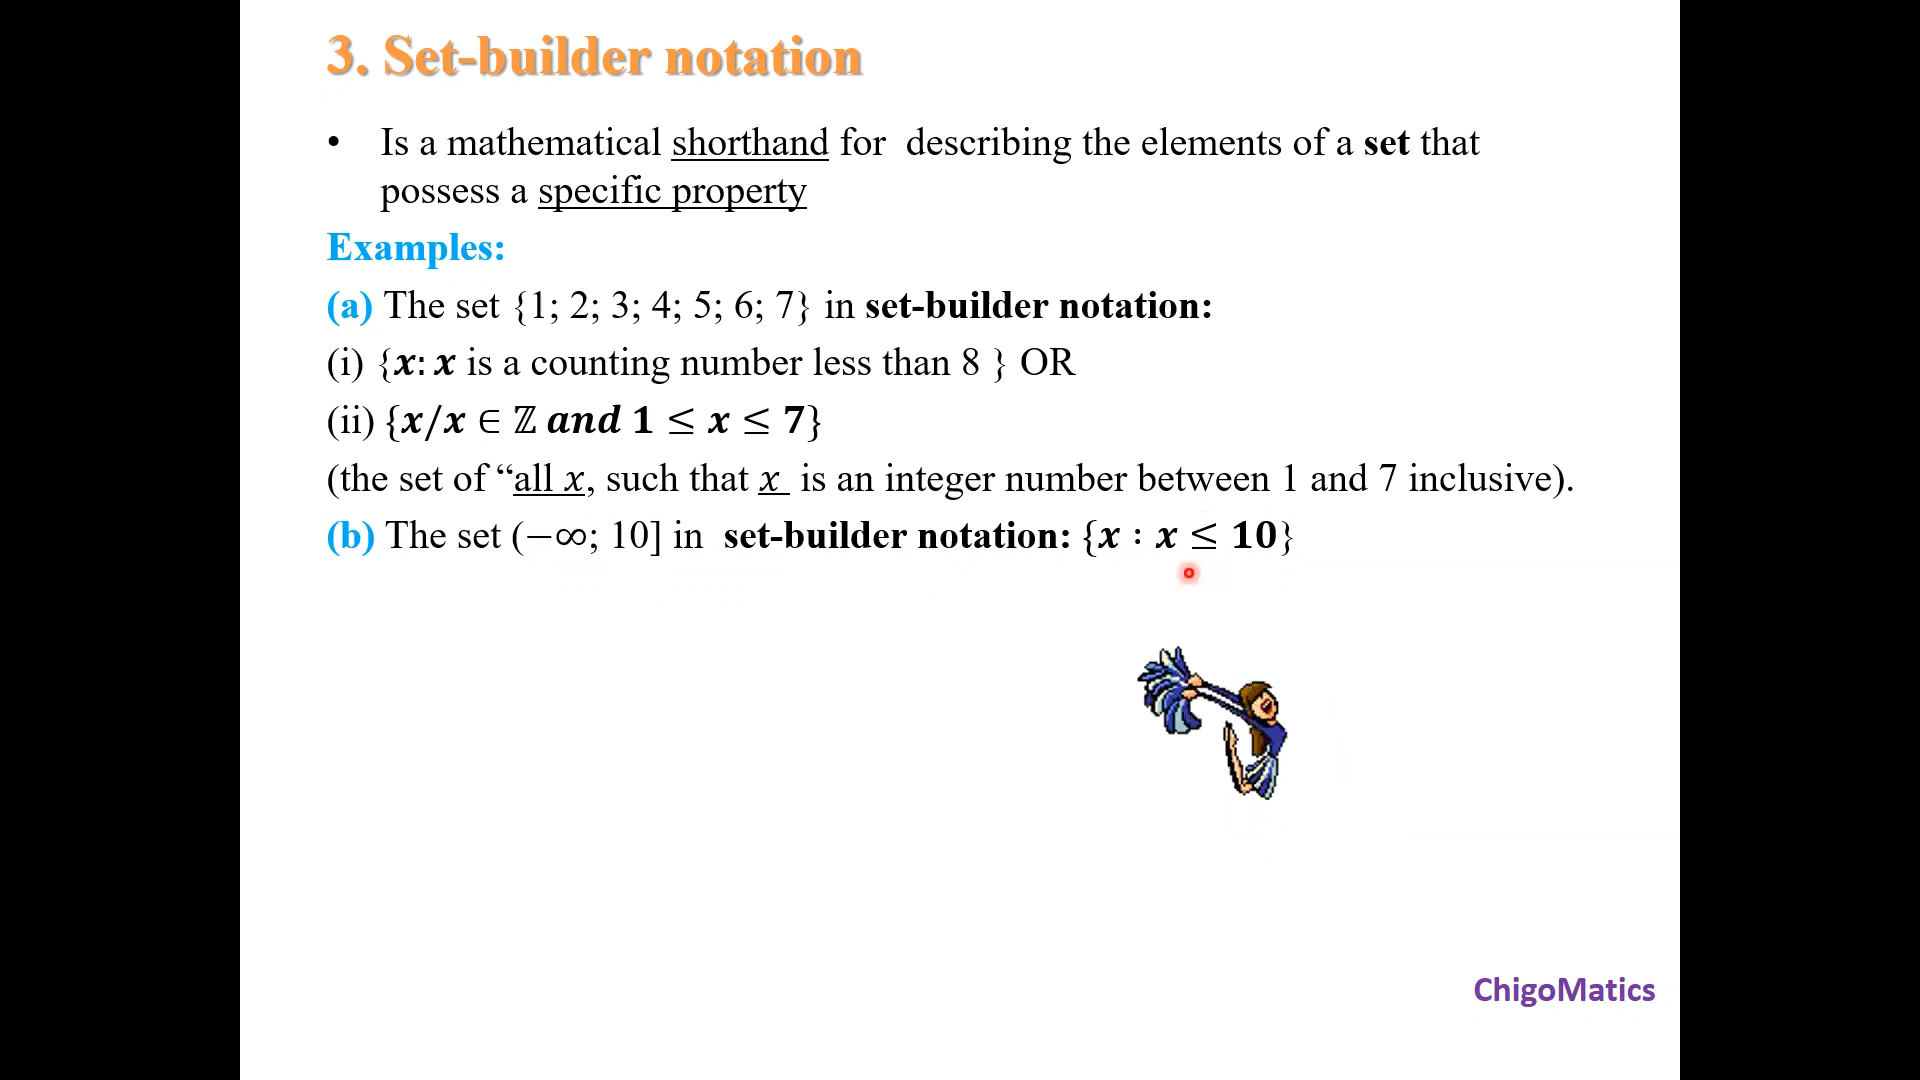 3. Set-builder notation
• Is a mathematical shorthand for describing the elements of a set that
possess a specific property
Examples:
(a) The set {1; 2; 3; 4; 5; 6; 7} in set-builder notation:
(i) {x: x is a counting number less than 8 } OR
(ii) {x/x ∈ ℤ and 1 ≤ x ≤ 7}
(the set of “all x, such that x is an integer number between 1 and 7 inclusive).
(b) The set (−∞; 10] in set-builder notation: {x : x ≤ 10}
ChigoMatics